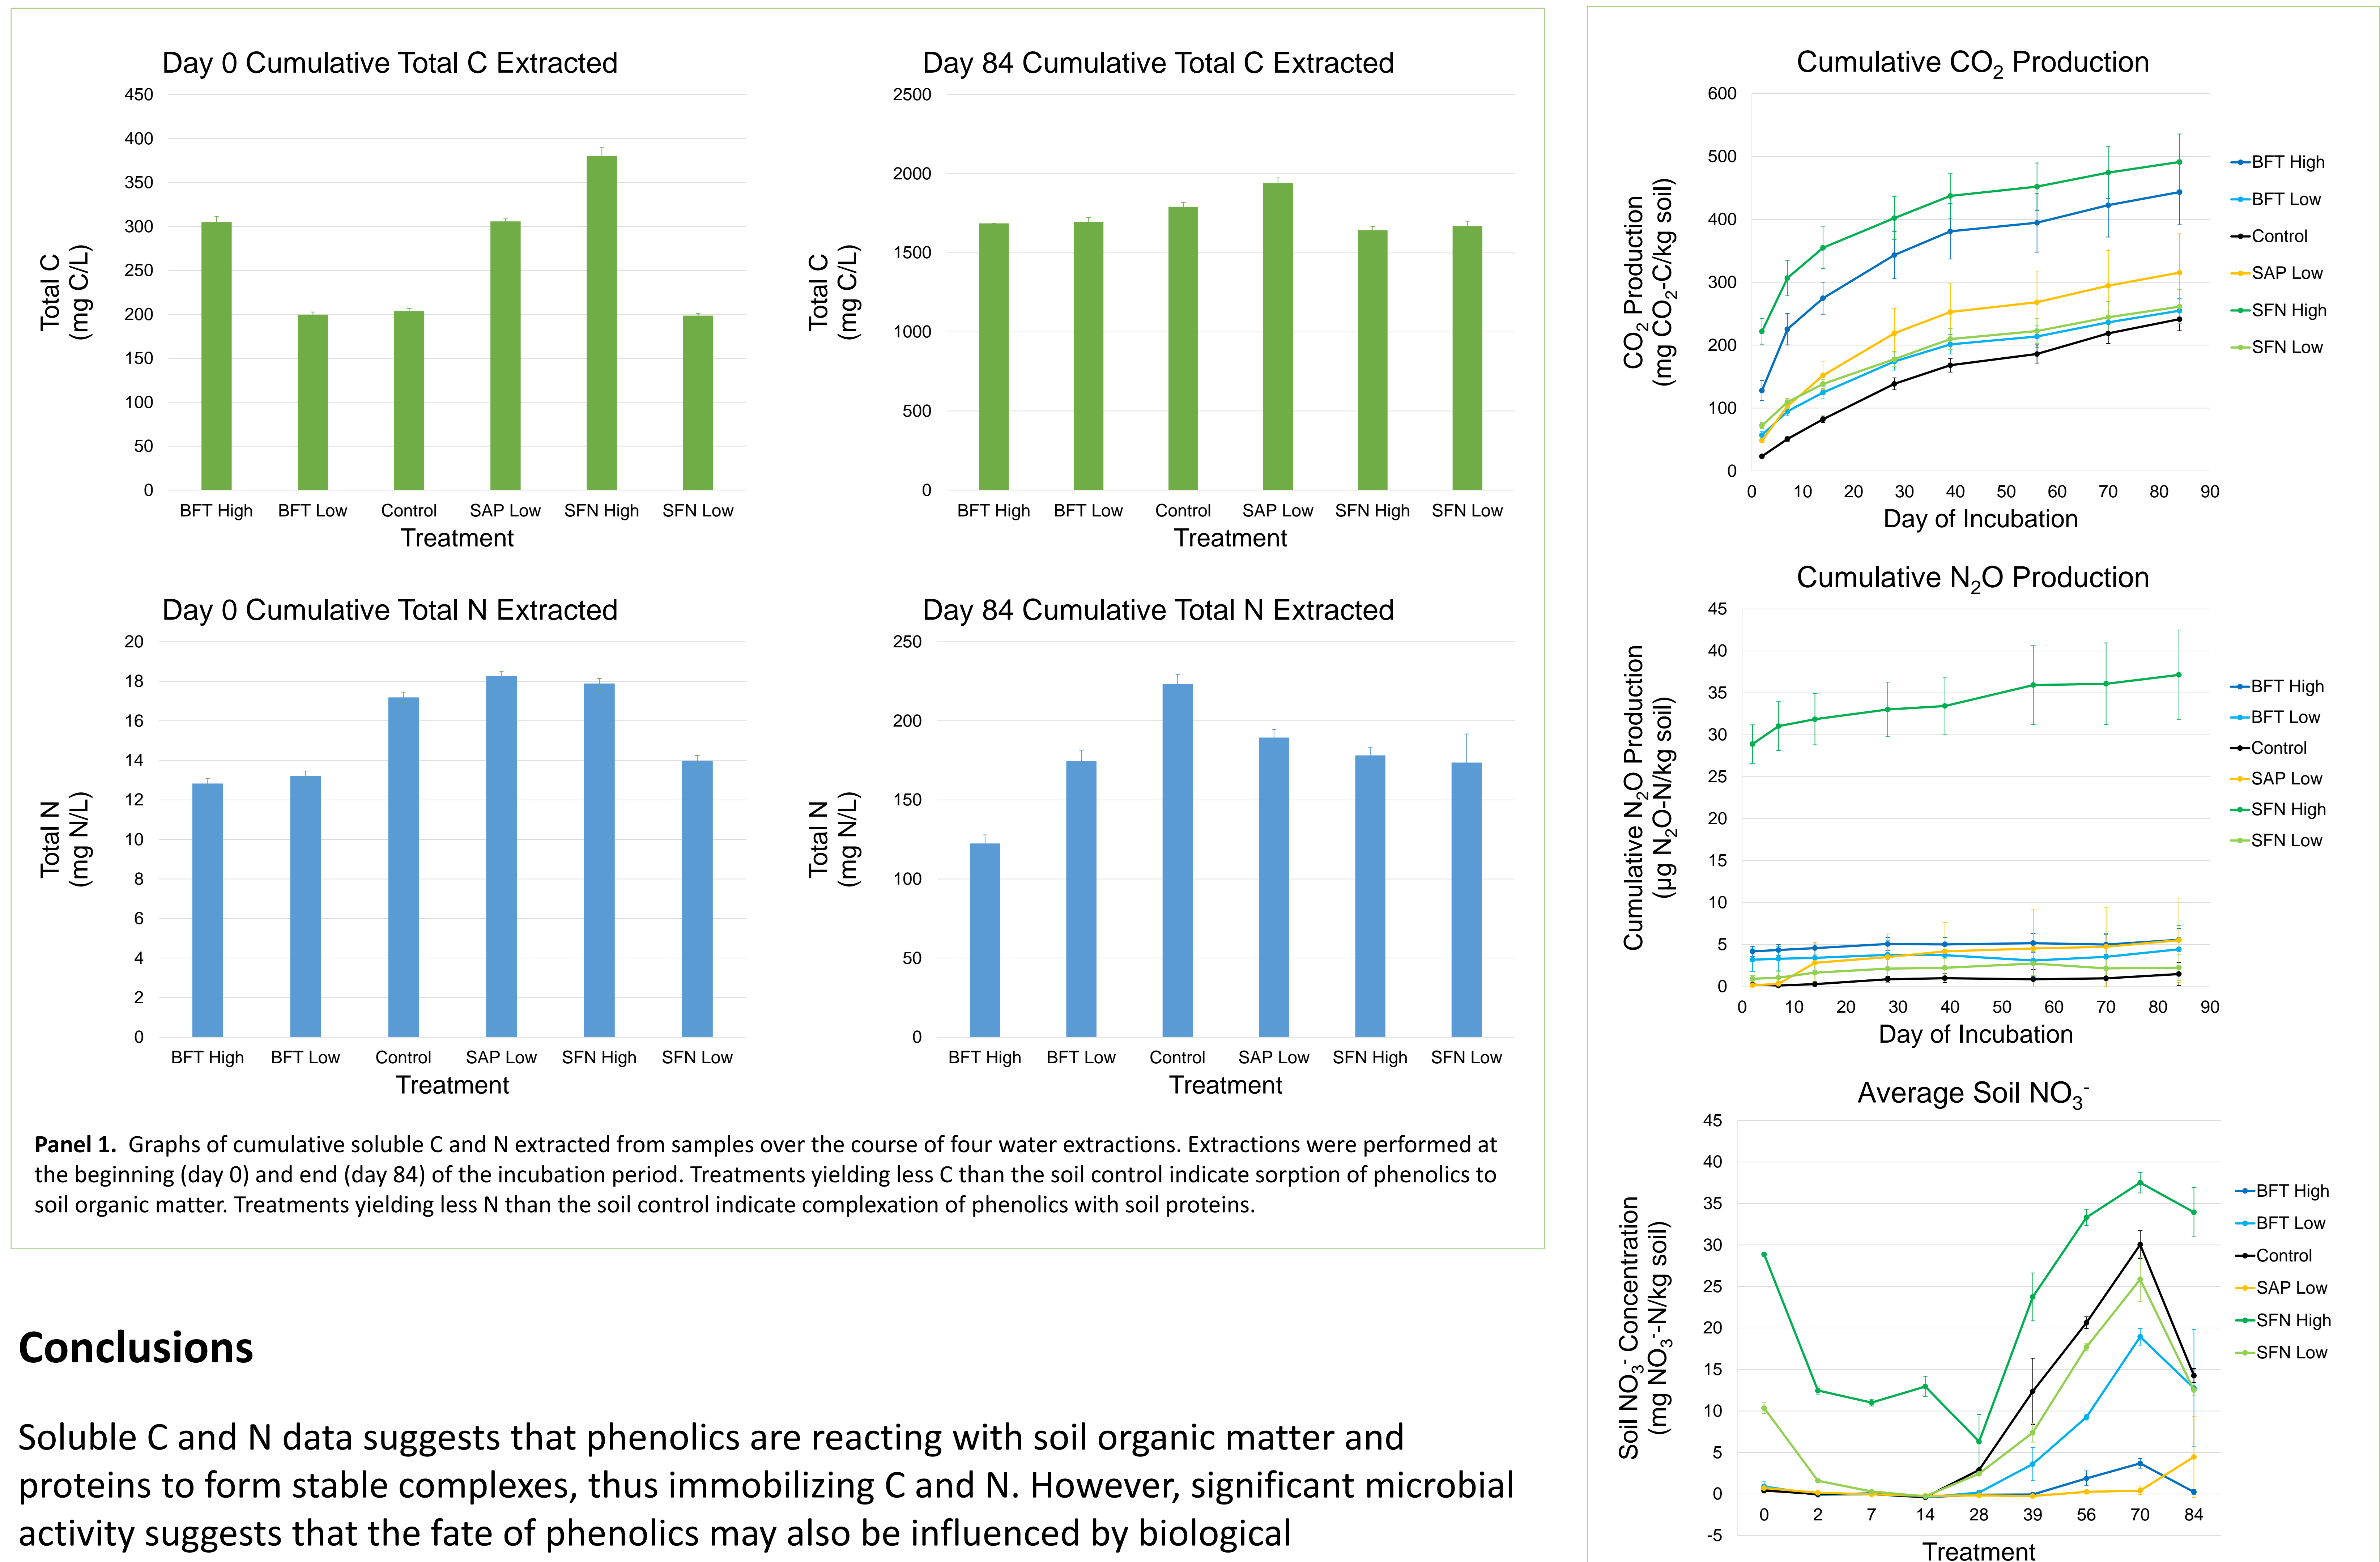 Day 0 Cumulative Total C Extracted
450
400
350
300
250
200
150
100
50
0
Total C
(mg C/L)
BFT High BFT Low Control SAP Low SFN High SFN Low
Treatment
Day 84 Cumulative Total C Extracted
2500
2000
1500
1000
500
0
Total C
(mg C/L)
BFT High BFT Low Control SAP Low SFN High SFN Low
Treatment
Day 0 Cumulative Total N Extracted
20
18
16
14
12
10
8
6
4
2
0
Total N
(mg N/L)
BFT High BFT Low Control SAP Low SFN High SFN Low
Treatment
Day 84 Cumulative Total N Extracted
250
200
150
100
50
0
Total N
(mg N/L)
BFT High BFT Low Control SAP Low SFN High SFN Low
Treatment
Panel 1. Graphs of cumulative soluble C and N extracted from samples over the course of four water extractions. Extractions were performed at
the beginning (day 0) and end (day 84) of the incubation period. Treatments yielding less C than the soil control indicate sorption of phenolics to
soil organic matter. Treatments yielding less N than the soil control indicate complexation of phenolics with soil proteins.
Conclusions
Soluble C and N data suggests that phenolics are reacting with soil organic matter and
proteins to form stable complexes, thus immobilizing C and N. However, significant microbial
activity suggests that the fate of phenolics may also be influenced by biological
Cumulative CO₂ Production
600
500
400
300
200
100
0
CO₂ Production
(mg CO₂-C/kg soil)
0 10 20 30 40 50 60 70 80 90
Day of Incubation
BFT High
BFT Low
Control
SAP Low
SFN High
SFN Low
Cumulative N₂O Production
45
40
35
30
25
20
15
10
5
0
Cumulative N₂O Production
(µg N₂O-N/kg soil)
0 10 20 30 40 50 60 70 80 90
Day of Incubation
BFT High
BFT Low
Control
SAP Low
SFN High
SFN Low
Average Soil NO₃⁻
45
40
35
30
25
20
15
10
5
0
-5
Soil NO₃⁻ Concentration
(mg NO₃⁻-N/kg soil)
0 2 7 14 28 39 56 70 84
Treatment
BFT High
BFT Low
Control
SAP Low
SFN High
SFN Low